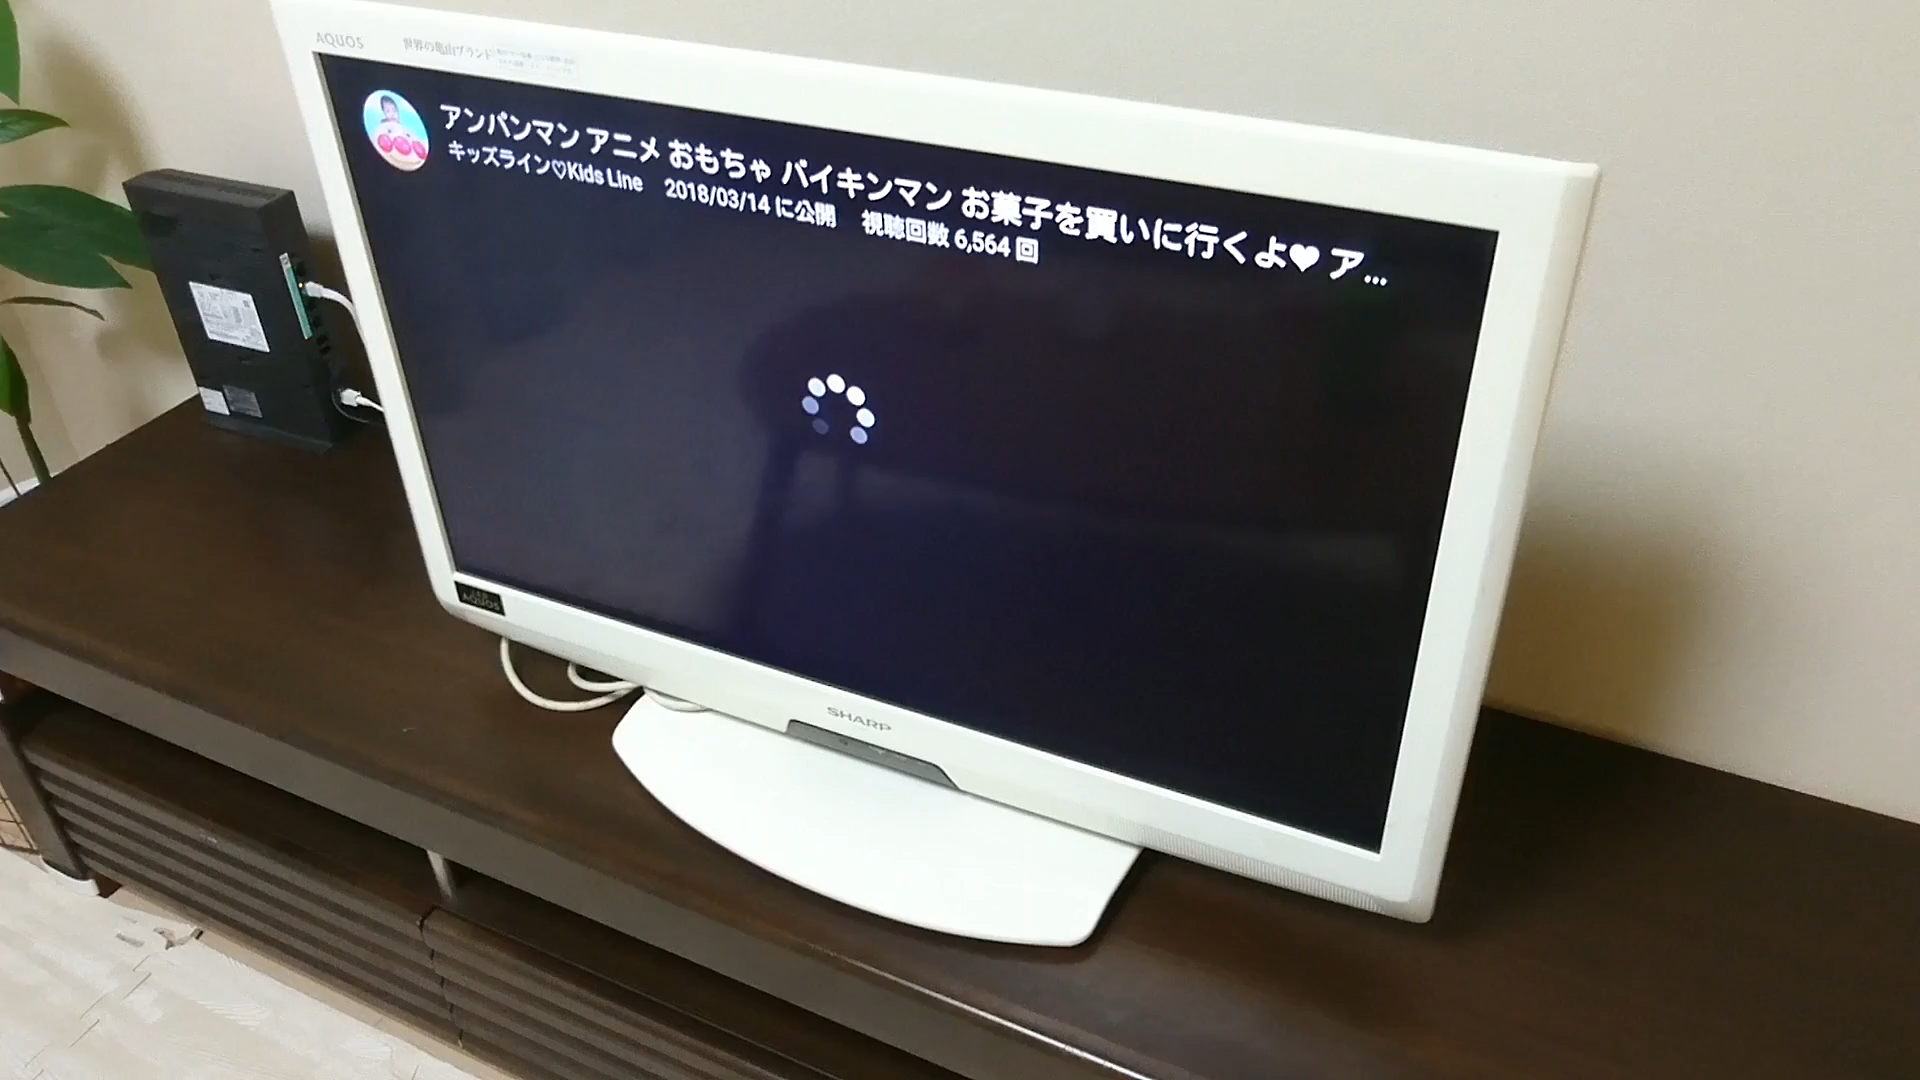 AQUOS
世界の亀山ブランド
アンパンマン アニメ おもちゃ バイキンマン お菓子を買いに行くよ❤ ア...
キッズライン♡Kids Line 2018/03/14 に公開 視聴回数 6,564 回
AQUOS
SHARP